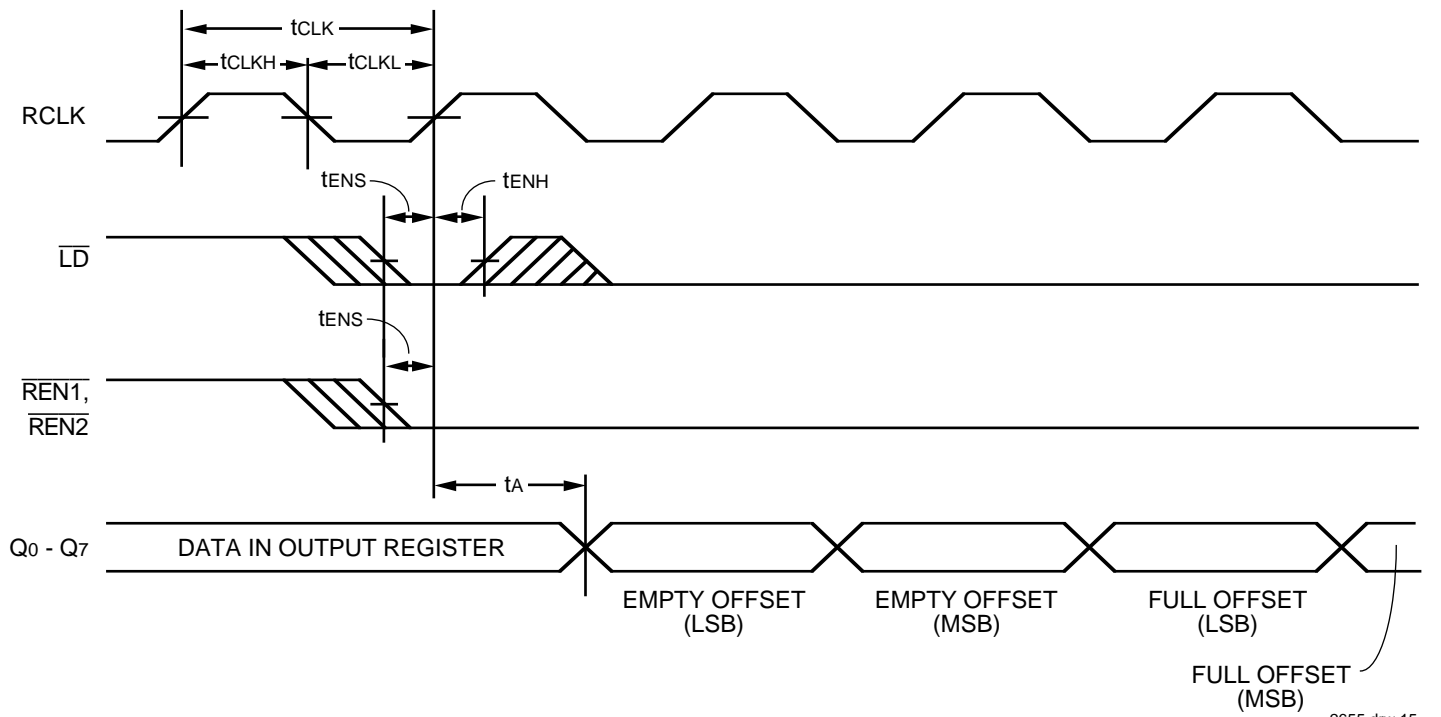 tCLK
tCLKH
tCLKL
RCLK
tENS
tENH
LD
tENS
REN1,
REN2
tA
Q0 - Q7
DATA IN OUTPUT REGISTER
EMPTY OFFSET
(LSB)
EMPTY OFFSET
(MSB)
FULL OFFSET
(LSB)
FULL OFFSET
(MSB)